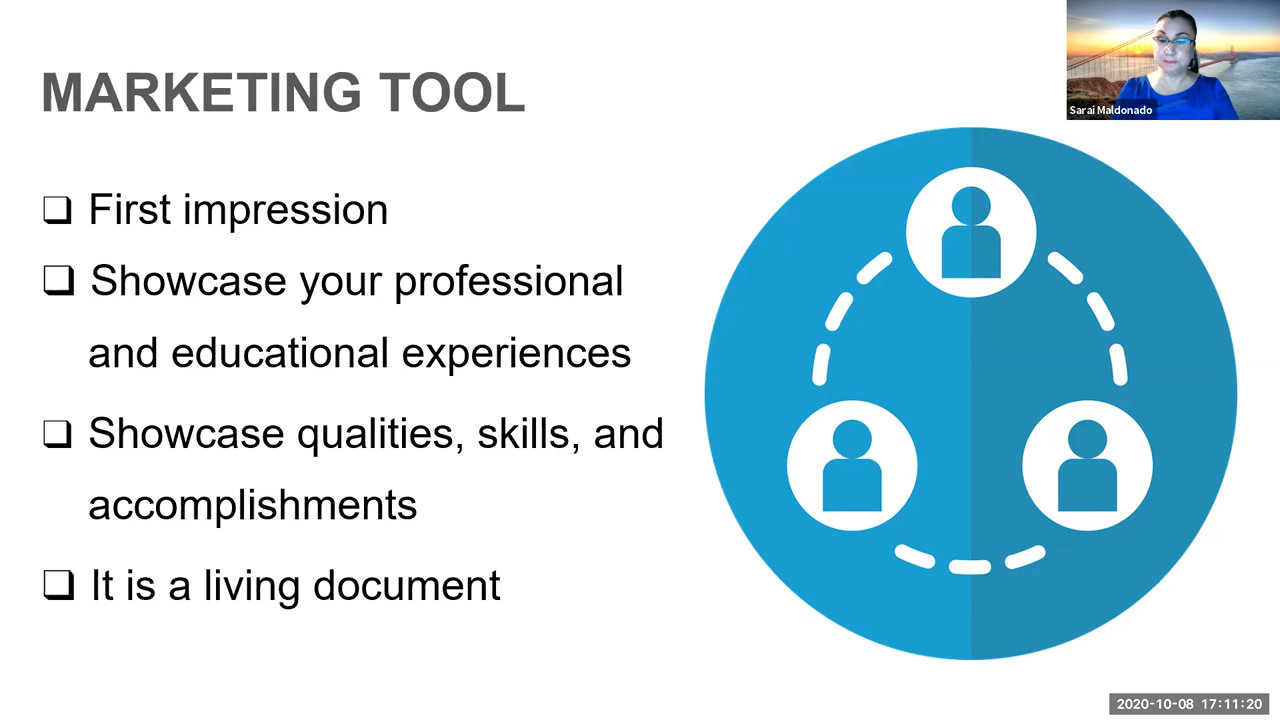 MARKETING TOOL
Sarai Maldonado
❑ First impression
❑ Showcase your professional
and educational experiences
❑ Showcase qualities, skills, and
accomplishments
❑ It is a living document
2020-10-08 17:11:20